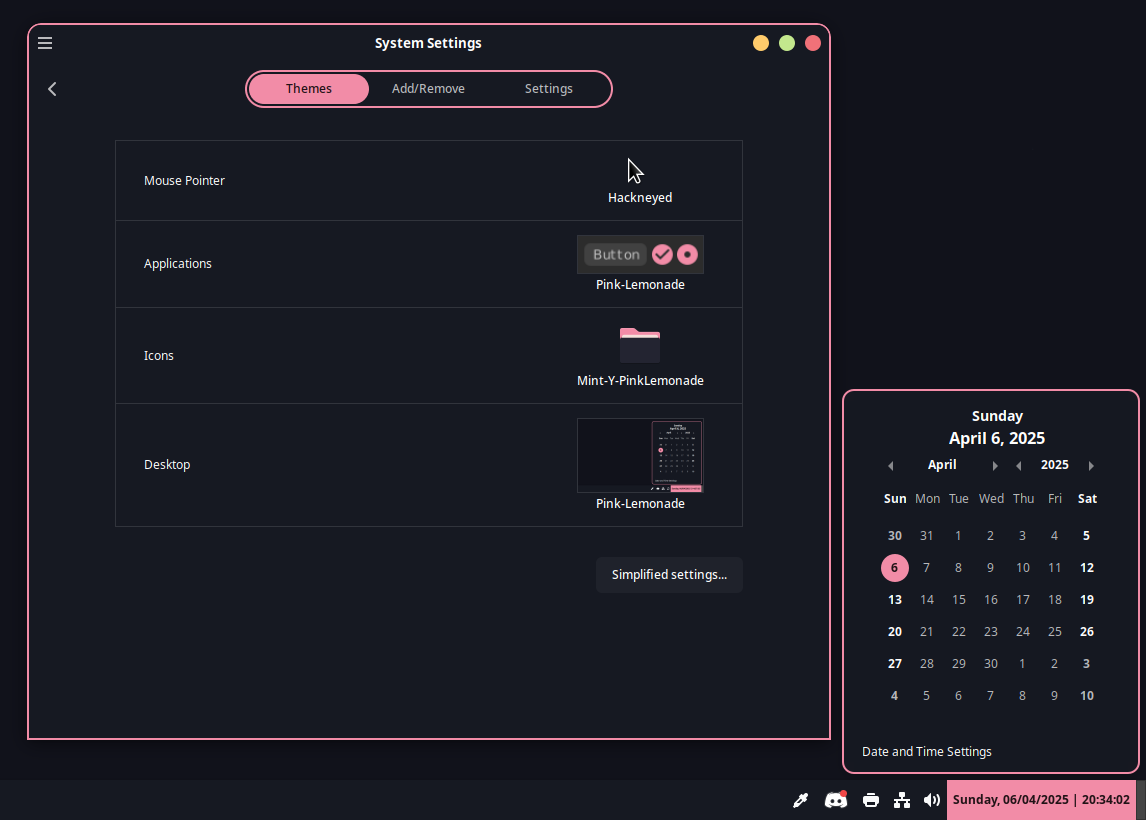 System Settings
Themes Add/Remove Settings
Mouse Pointer
Hackneyed
Applications
Button
Pink-Lemonade
Icons
Mint-Y-PinkLemonade
Desktop
Pink-Lemonade
Simplified settings...
Sunday
April 6, 2025
April 2025
Sun Mon Tue Wed Thu Fri Sat
30 31 1 2 3 4 5
6 7 8 9 10 11 12
13 14 15 16 17 18 19
20 21 22 23 24 25 26
27 28 29 30 1 2 3
4 5 6 7 8 9 10
Date and Time Settings
Sunday, 06/04/2025 | 20:34:02